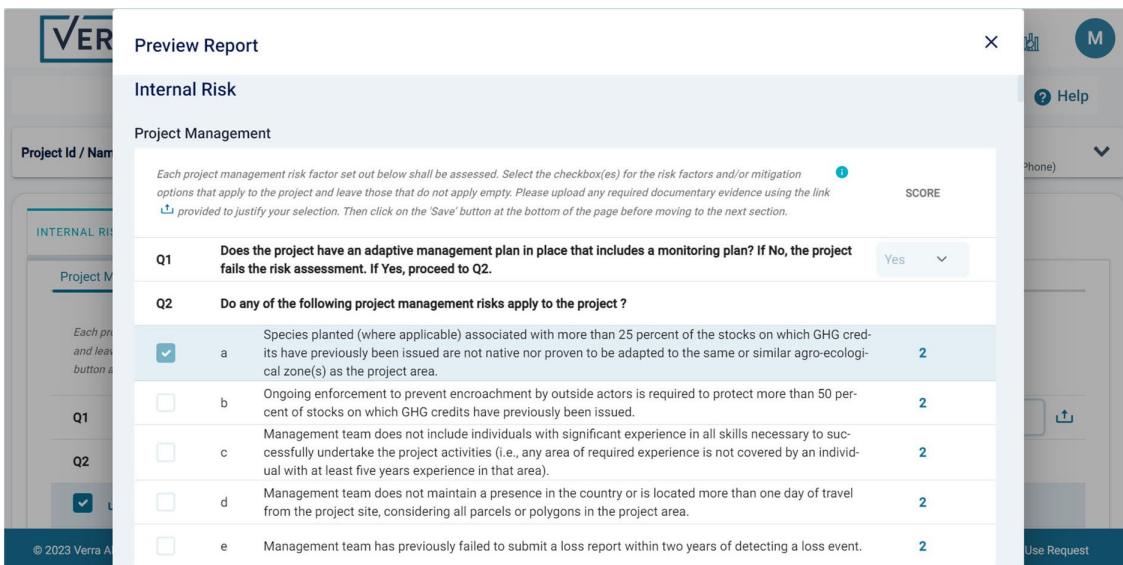 VER
Preview Report
M
Internal Risk
Help
Project Management
Project Id / Nam
Phone)
Each project management risk factor set out below shall be assessed. Select the checkbox(es) for the risk factors and/or mitigation
options that apply to the project and leave those that do not apply empty. Please upload any required documentary evidence using the link
provided to justify your selection. Then click on the 'Save' button at the bottom of the page before moving to the next section.
SCORE
INTERNAL RIS
Q1 Does the project have an adaptive management plan in place that includes a monitoring plan? If No, the project
fails the risk assessment. If Yes, proceed to Q2.
Yes
Project M
Q2 Do any of the following project management risks apply to the project ?
Each pro
and leav
button a
a Species planted (where applicable) associated with more than 25 percent of the stocks on which GHG cred-
its have previously been issued are not native nor proven to be adapted to the same or similar agro-ecologi-
cal zone(s) as the project area.
2
b Ongoing enforcement to prevent encroachment by outside actors is required to protect more than 50 per-
cent of stocks on which GHG credits have previously been issued.
2
Q1
c Management team does not include individuals with significant experience in all skills necessary to suc-
cessfully undertake the project activities (i.e., any area of required experience is not covered by an individ-
ual with at least five years experience in that area).
2
Q2
d Management team does not maintain a presence in the country or is located more than one day of travel
from the project site, considering all parcels or polygons in the project area.
2
e Management team has previously failed to submit a loss report within two years of detecting a loss event. 2
© 2023 Verra Al
Use Request